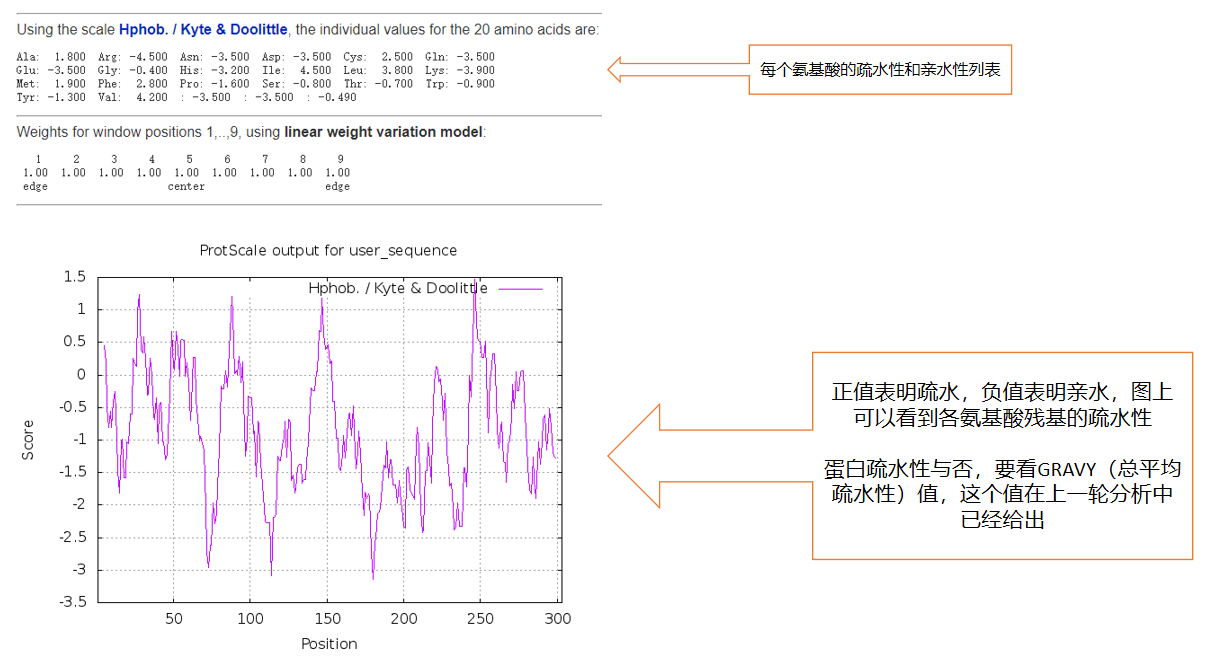 Using the scale Hphob. / Kyte & Doolittle, the individual values for the 20 amino acids are:
Ala: 1.800 Arg: -4.500 Asn: -3.500 Asp: -3.500 Cys: 2.500 Gln: -3.500
Glu: -3.500 Gly: -0.400 His: -3.200 Ile: 4.500 Leu: 3.800 Lys: -3.900
Met: 1.900 Phe: 2.800 Pro: -1.600 Ser: -0.800 Thr: -0.700 Trp: -0.900
Tyr: -1.300 Val: 4.200 : -3.500 : -3.500 : -0.490
每个氨基酸的疏水性和亲水性列表
Weights for window positions 1,..,9, using linear weight variation model:
1 2 3 4 5 6 7 8 9
1.00 1.00 1.00 1.00 1.00 1.00 1.00 1.00 1.00
edge center edge
ProtScale output for user_sequence
Hphob. / Kyte & Doolittle
1.5
1
0.5
0
-0.5
-1
-1.5
-2
-2.5
-3
-3.5
Score
50 100 150 200 250 300
Position
正值表明疏水，负值表明亲水，图上
可以看到各氨基酸残基的疏水性
蛋白疏水性与否，要看GRAVY（总平均
疏水性）值，这个值在上一轮分析中
已经给出